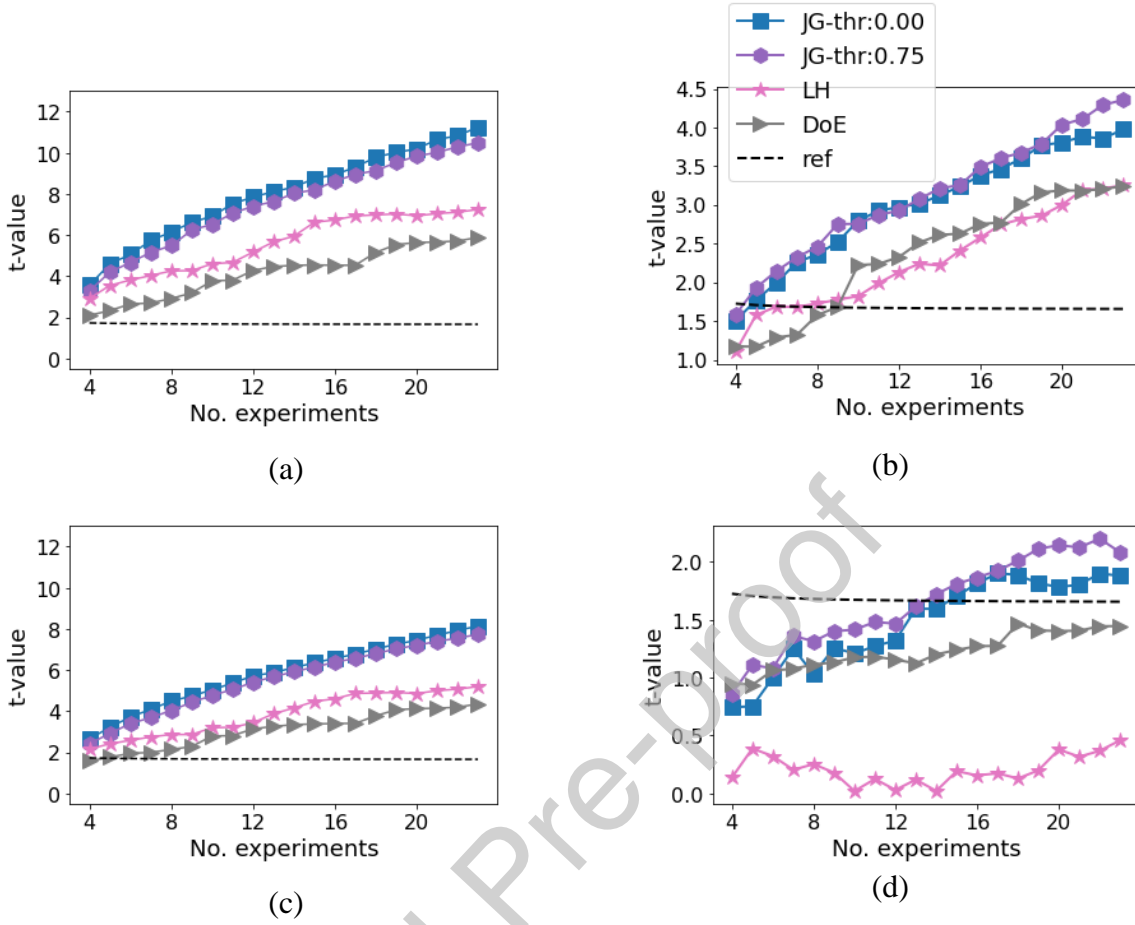 JG-thr:0.00
JG-thr:0.75
LH
DoE
ref
12
10
8
6
4
2
0
t-value
4 8 12 16 20
No. experiments
(a)
4.5
4.0
3.5
3.0
2.5
2.0
1.5
1.0
t-value
4 8 12 16 20
No. experiments
(b)
12
10
8
6
4
2
0
t-value
4 8 12 16 20
No. experiments
(c)
2.0
1.5
1.0
0.5
0.0
t-value
4 8 12 16 20
No. experiments
(d)
Pre-proof